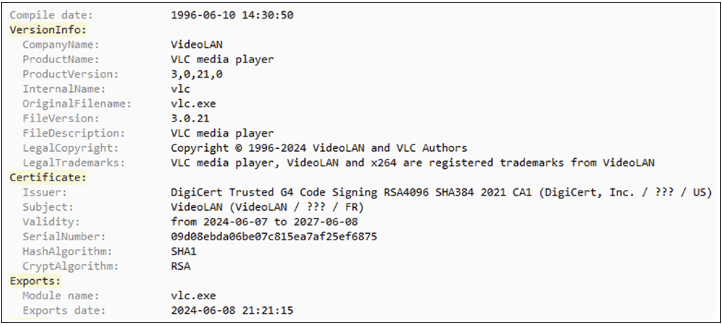 Compile date: 1996-06-10 14:30:50
VersionInfo:
CompanyName: VideoLAN
ProductName: VLC media player
ProductVersion: 3,0,21,0
InternalName: vlc
OriginalFilename: vlc.exe
FileVersion: 3.0.21
FileDescription: VLC media player
LegalCopyright: Copyright © 1996-2024 VideoLAN and VLC Authors
LegalTrademarks: VLC media player, VideoLAN and x264 are registered trademarks from VideoLAN
Certificate:
Issuer: DigiCert Trusted G4 Code Signing RSA4096 SHA384 2021 CA1 (DigiCert, Inc. / ??? / US)
Subject: VideoLAN (VideoLAN / ??? / FR)
Validity: from 2024-06-07 to 2027-06-08
SerialNumber: 09d08ebda06be07c815ea7af25ef6875
HashAlgorithm: SHA1
CryptAlgorithm: RSA
Exports:
Module name: vlc.exe
Exports date: 2024-06-08 21:21:15